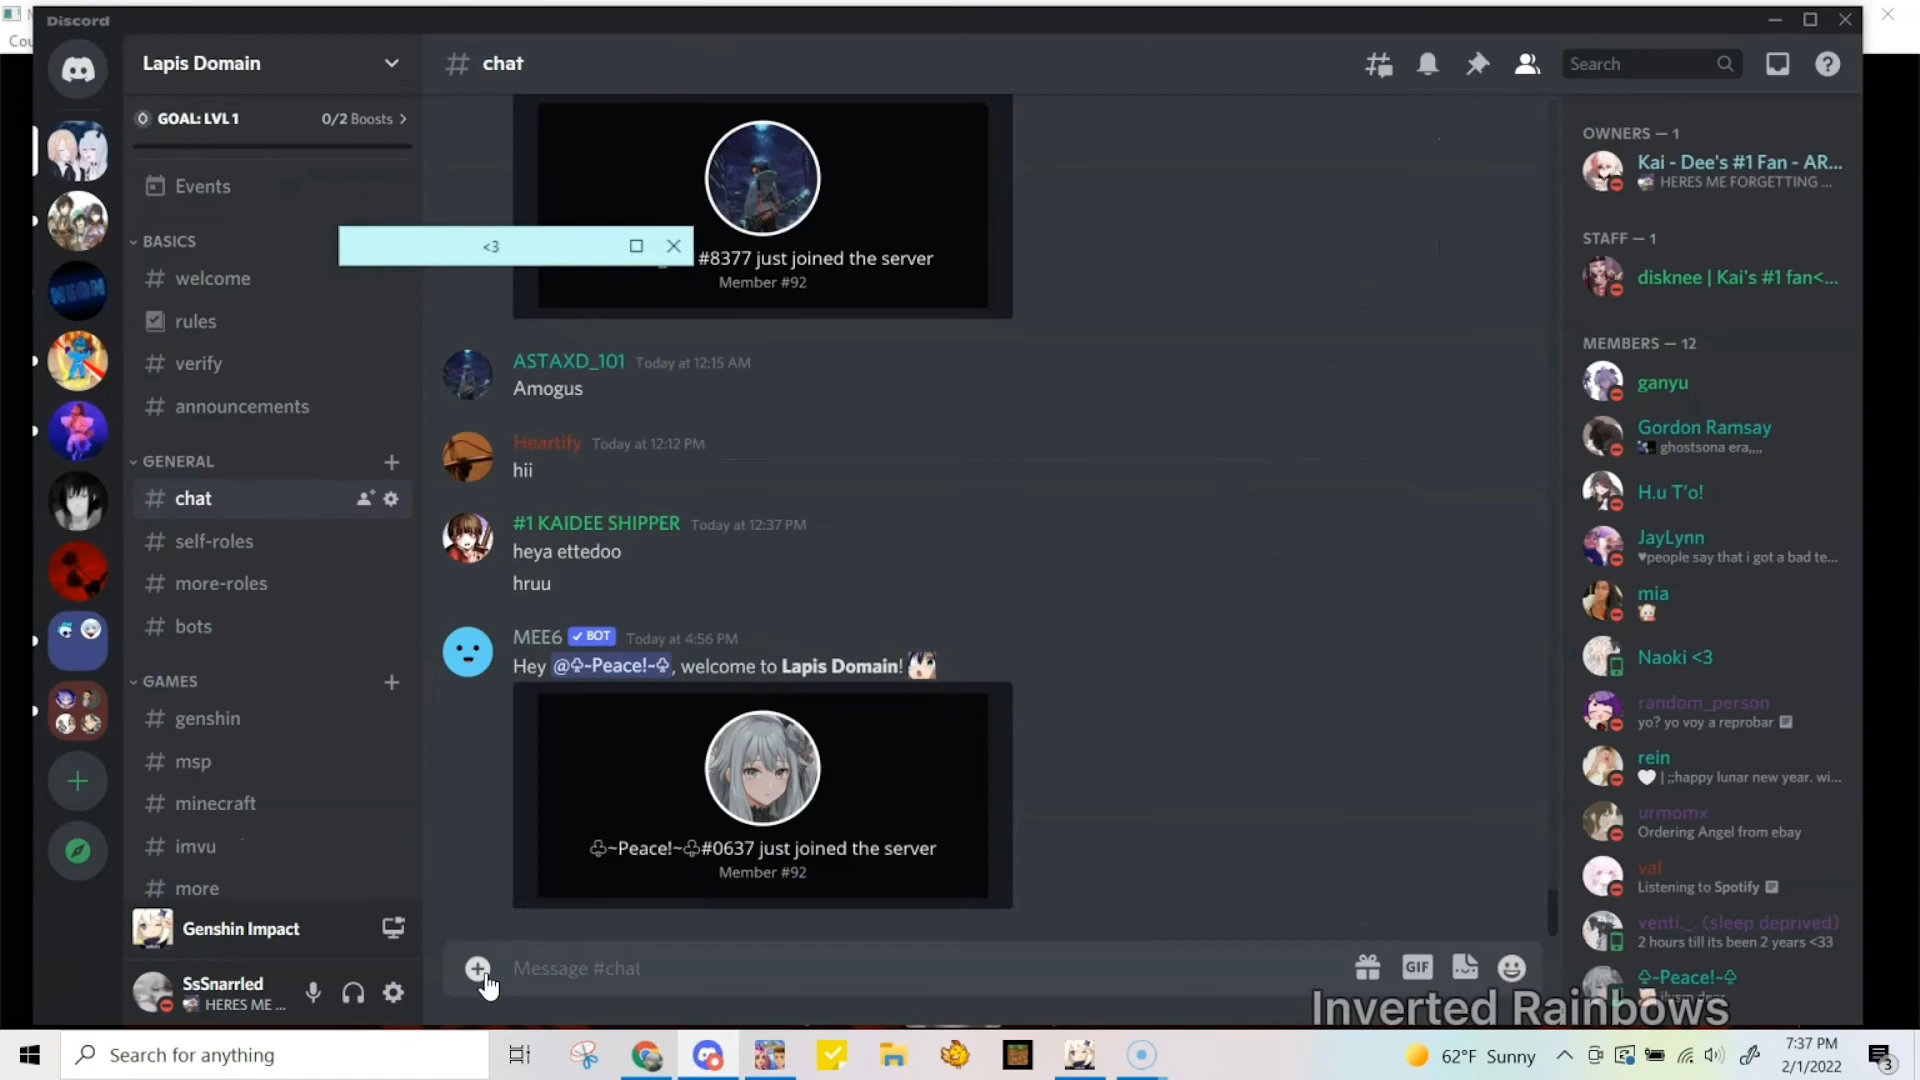 Discord
Cou
Lapis Domain
chat
Search
GOAL: LVL 1
0/2 Boosts
Events
BASICS
welcome
rules
verify
announcements
GENERAL
chat
self-roles
more-roles
bots
GAMES
genshin
msp
minecraft
imvu
more
Genshin Impact
SsSnarred
HERES ME ...
NEON
<3
#8377 just joined the server
Member #92
ASTAXD_101 Today at 12:15 AM
Amogus
Heartify Today at 12:12 PM
hii
#1 KAIDEE SHIPPER Today at 12:37 PM
heya ettedoo
hruu
MEE6 ✓ BOT Today at 4:56 PM
Hey @♧~Peace!~♧, welcome to Lapis Domain!
♧~Peace!~♧#0637 just joined the server
Member #92
Message #chat
GIF
OWNERS — 1
Kai - Dee's #1 Fan - AR...
HERES ME FORGETTING ...
STAFF — 1
disknee | Kai's #1 fan<...
MEMBERS — 12
ganyu
Gordon Ramsay
ghostsona era,,,,
H.u T'o!
JayLynn
♥people say that i got a bad te...
mia
Naoki <3
random_person
yo? yo voy a reprobar
rein
| ;;happy lunar new year. wi...
urmomx
Ordering Angel from ebay
val
Listening to Spotify
venti._. (sleep deprived)
2 hours till its been 2 years <33
♧~Peace!~♧
Inverted Rainbows
Search for anything
62°F Sunny
7:37 PM
2/1/2022
3